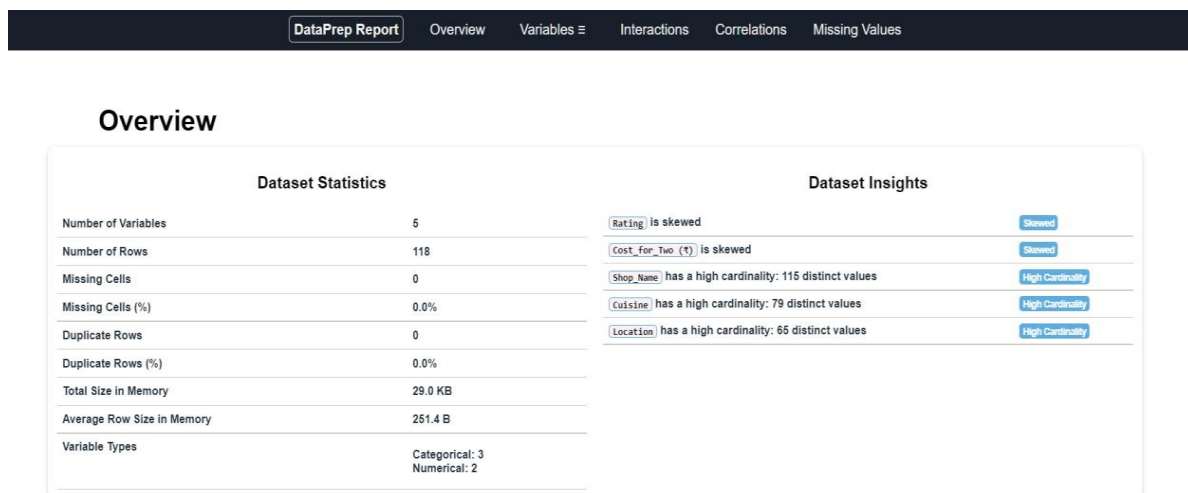 DataPrep Report Overview Variables ≡ Interactions Correlations Missing Values
Overview
Dataset Statistics
Number of Variables 5
Number of Rows 118
Missing Cells 0
Missing Cells (%) 0.0%
Duplicate Rows 0
Duplicate Rows (%) 0.0%
Total Size in Memory 29.0 KB
Average Row Size in Memory 251.4 B
Variable Types Categorical: 3
Numerical: 2
Dataset Insights
Rating is skewed Skewed
Cost_for_Two (₹) is skewed Skewed
Shop_Name has a high cardinality: 115 distinct values High Cardinality
Cuisine has a high cardinality: 79 distinct values High Cardinality
Location has a high cardinality: 65 distinct values High Cardinality